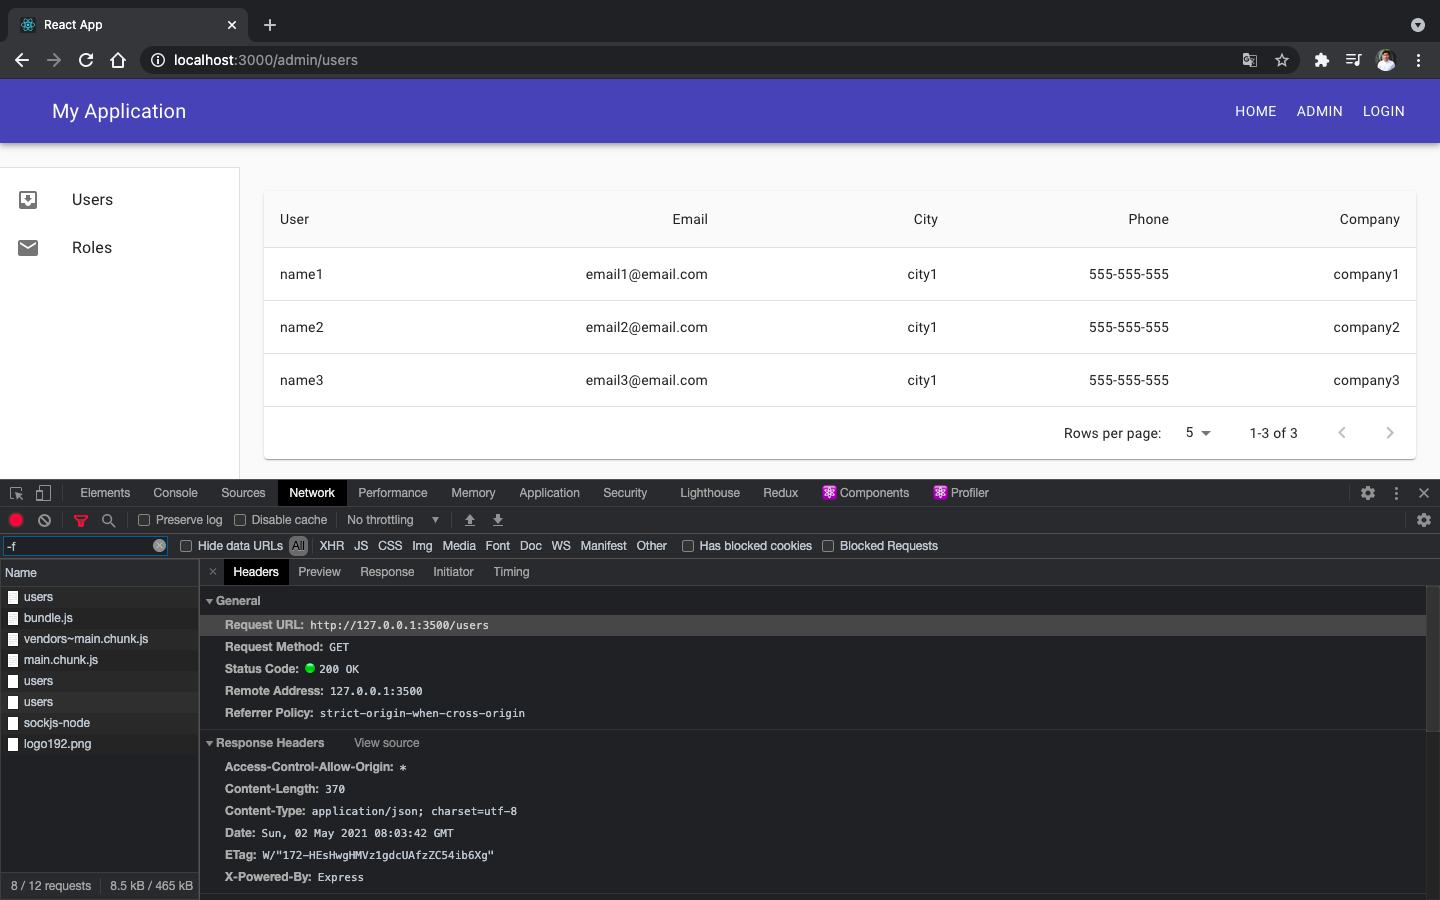 React App
localhost:3000/admin/users
My Application
HOME ADMIN LOGIN
Users
Roles
User Email City Phone Company
name1 email1@email.com city1 555-555-555 company1
name2 email2@email.com city1 555-555-555 company2
name3 email3@email.com city1 555-555-555 company3
Rows per page: 5 1-3 of 3
Elements Console Sources Network Performance Memory Application Security Lighthouse Redux Components Profiler
Preserve log Disable cache No throttling
-f Hide data URLs All XHR JS CSS Img Media Font Doc WS Manifest Other Has blocked cookies Blocked Requests
Name
users
bundle.js
vendors~main.chunk.js
main.chunk.js
users
users
sockjs-node
logo192.png
8 / 12 requests 8.5 kB / 465 kB
Headers Preview Response Initiator Timing
General
Request URL: http://127.0.0.1:3500/users
Request Method: GET
Status Code: 200 OK
Remote Address: 127.0.0.1:3500
Referrer Policy: strict-origin-when-cross-origin
Response Headers View source
Access-Control-Allow-Origin: *
Content-Length: 370
Content-Type: application/json; charset=utf-8
Date: Sun, 02 May 2021 08:03:42 GMT
ETag: W/"172-HEsHwgHMVz1gdcUAfzZC54ib6Xg"
X-Powered-By: Express